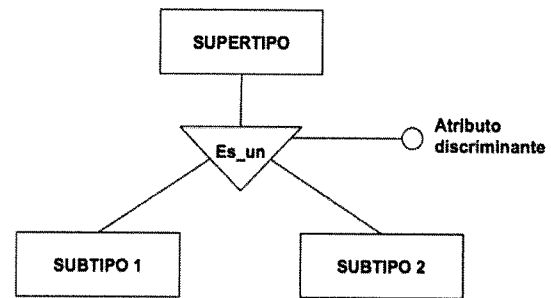 SUPERTIPO
Es_un
Atributo
discriminante
SUBTIPO 1
SUBTIPO 2